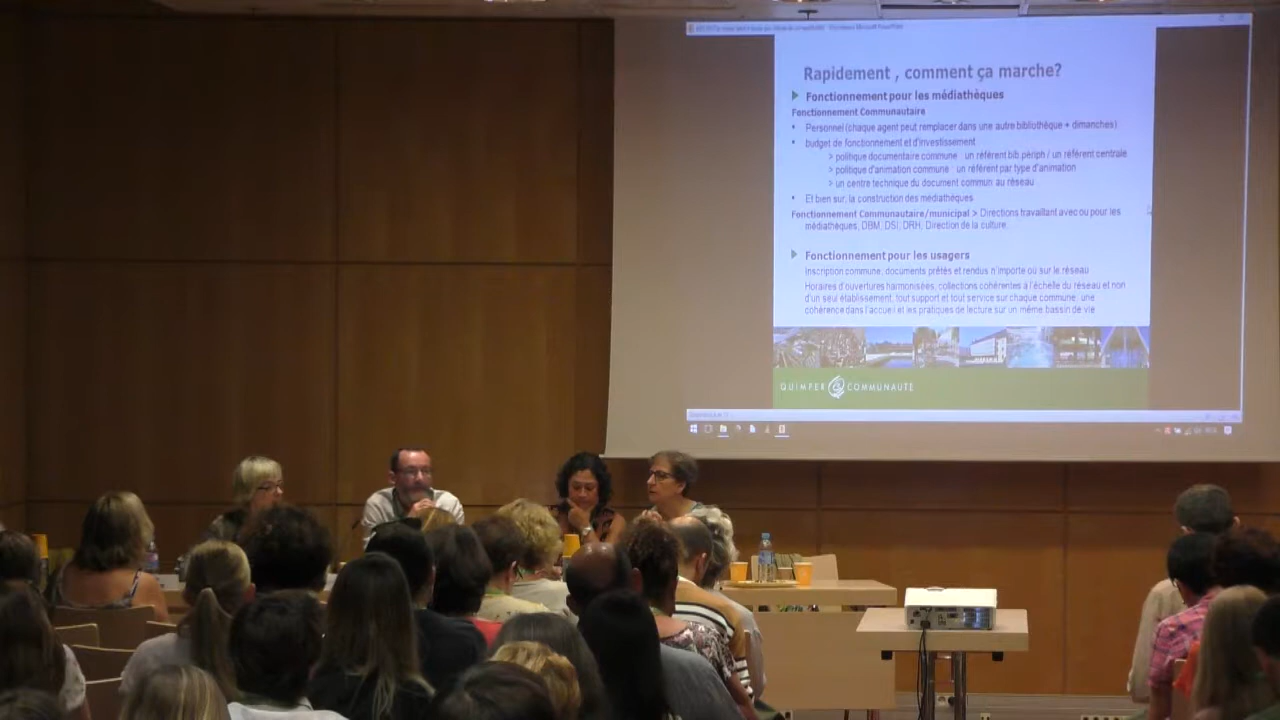 Rapidement , comment ça marche?
Fonctionnement pour les médiathèques
Fonctionnement Communautaire
• Personnel (chaque agent peut remplacer dans une autre bibliothèque + dimanches)
• budget de fonctionnement et d'investissement
> politique documentaire commune : un référent bib périph / un référent centrale
> politique d'animation commune : un référent par type d'animation
> un centre technique du document commun au réseau
• Et bien sur, la construction des médiathèques
Fonctionnement Communautaire/municipal > Directions travaillant avec ou pour les
médiathèques, DBM, DSI, DRH, Direction de la culture.
Fonctionnement pour les usagers
Inscription commune, documents prêtés et rendus n'importe où sur le réseau
Horaires d'ouvertures harmonisées, collections cohérentes à l'échelle du réseau et non
d'un seul établissement, tout support et tout service sur chaque commune : une
cohérence dans l'accueil et les pratiques de lecture sur un même bassin de vie
QUIMPER COMMUNAUTÉ